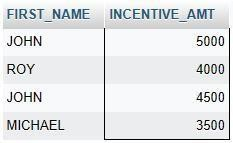 FIRST_NAME INCENTIVE_AMT
JOHN 5000
ROY 4000
JOHN 4500
MICHAEL 3500